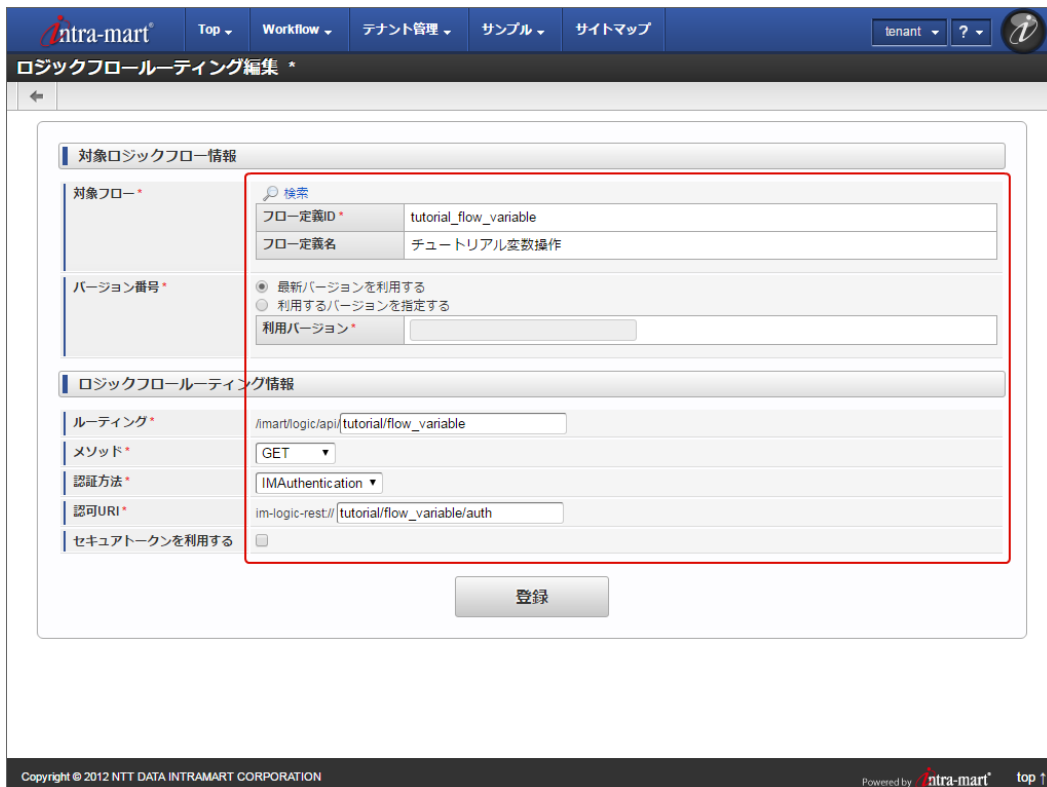 intra-mart® Top Workflow テナント管理 サンプル サイトマップ tenant ?
ロジックフロールーティング編集 *
対象ロジックフロー情報
対象フロー* 検索
フロー定義ID* tutorial_flow_variable
フロー定義名 チュートリアル変数操作
バージョン番号* 最新バージョンを利用する
利用するバージョンを指定する
利用バージョン*
ロジックフロールーティング情報
ルーティング* /imart/logic/api/ tutorial/flow_variable
メソッド* GET
認証方法* IMAuthentication
認可URI* im-logic-rest:// tutorial/flow_variable/auth
セキュアトークンを利用する
登録
Copyright © 2012 NTT DATA INTRAMART CORPORATION Powered by intra-mart® top ↑